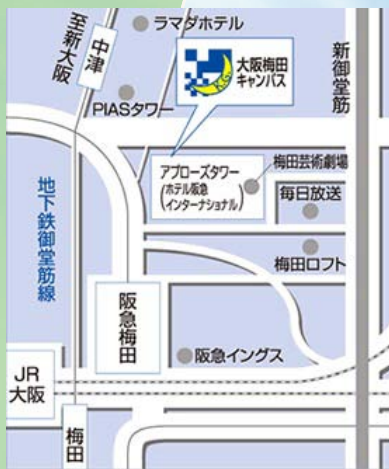 ラマダホテル
至新大阪
中津
大阪梅田
キャンパス
新御堂筋
PIASタワー
梅田芸術劇場
アプローズタワー
(ホテル阪急
インターナショナル)
毎日放送
地下鉄御堂筋線
梅田ロフト
阪急梅田
阪急イングス
JR
大阪
梅田